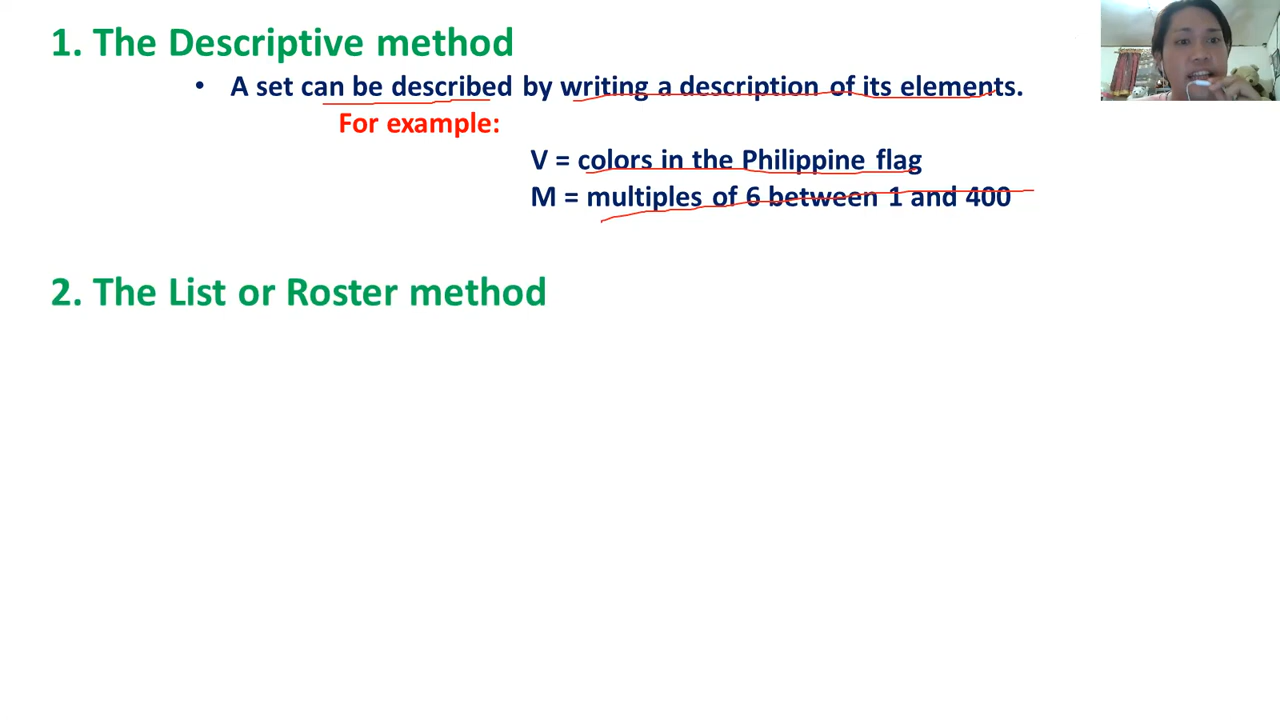 1. The Descriptive method
• A set can be described by writing a description of its elements.
For example:
V = colors in the Philippine flag
M = multiples of 6 between 1 and 400
2. The List or Roster method